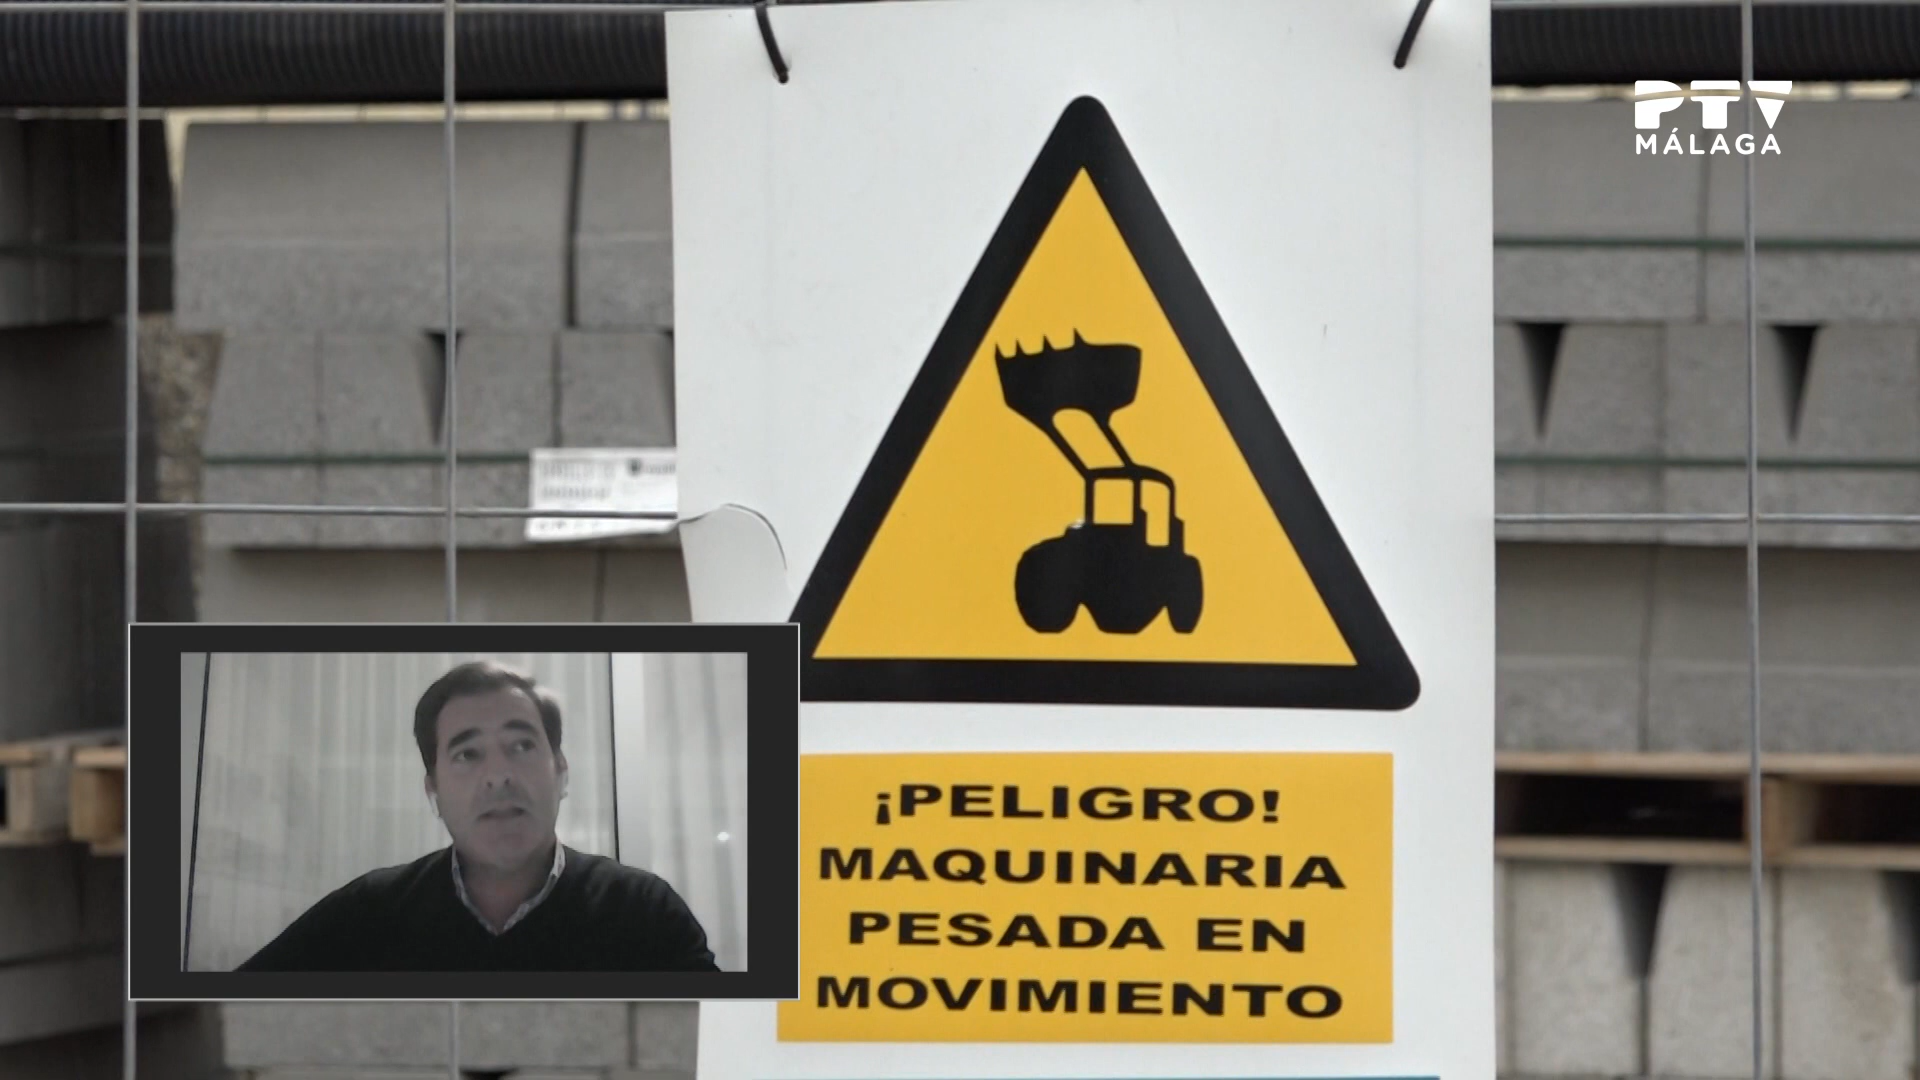 PTV
MÁLAGA
¡PELIGRO!
MAQUINARIA
PESADA EN
MOVIMIENTO